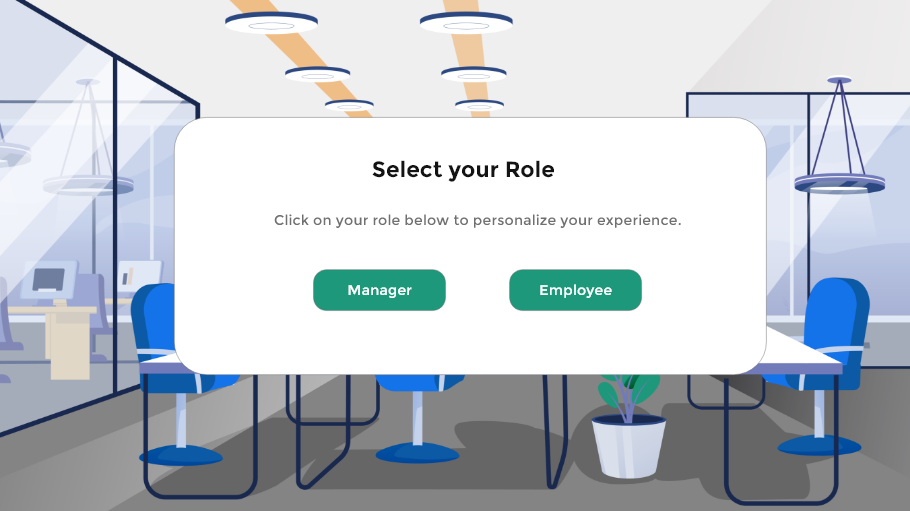 Select your Role
Click on your role below to personalize your experience.
Manager
Employee